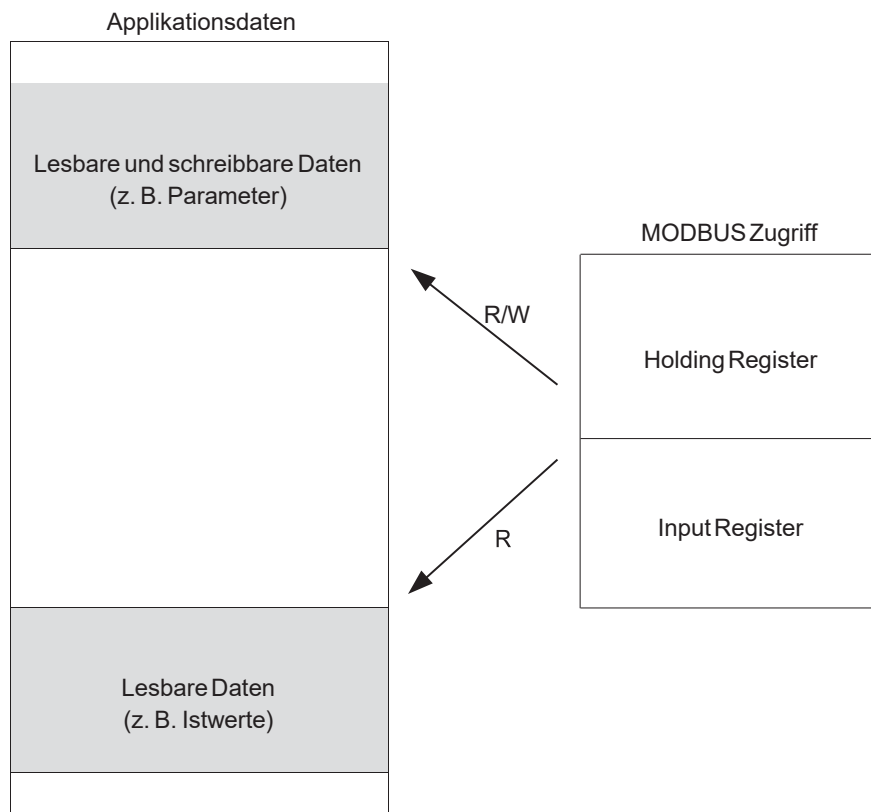 Applikationsdaten
Lesbare und schreibbare Daten
(z. B. Parameter)
MODBUS Zugriff
R/W
Holding Register
Input Register
R
Lesbare Daten
(z. B. Istwerte)